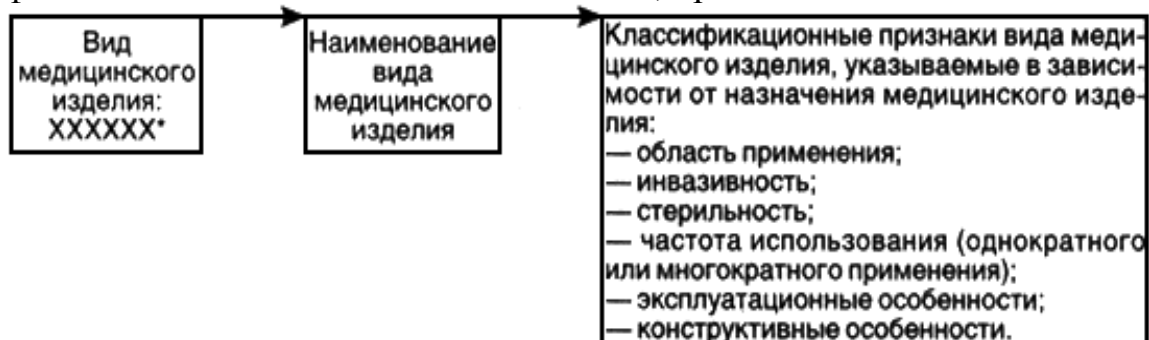 Вид
медицинского
изделия:
XXXXXX*
Наименование
вида
медицинского
изделия
Классификационные признаки вида меди-
цинского изделия, указываемые в зависи-
мости от назначения медицинского изде-
лия:
— область применения;
— инвазивность;
— стерильность;
— частота использования (однократного
или многократного применения);
— эксплуатационные особенности;
— конструктивные особенности.